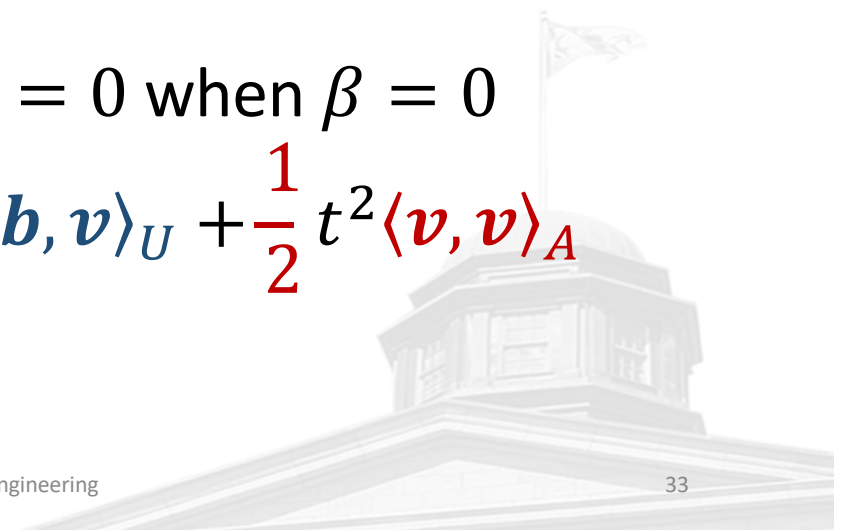 = 0 when β = 0
b, v⟩_U + 1/2 t² ⟨v, v⟩_A
ngineering
33